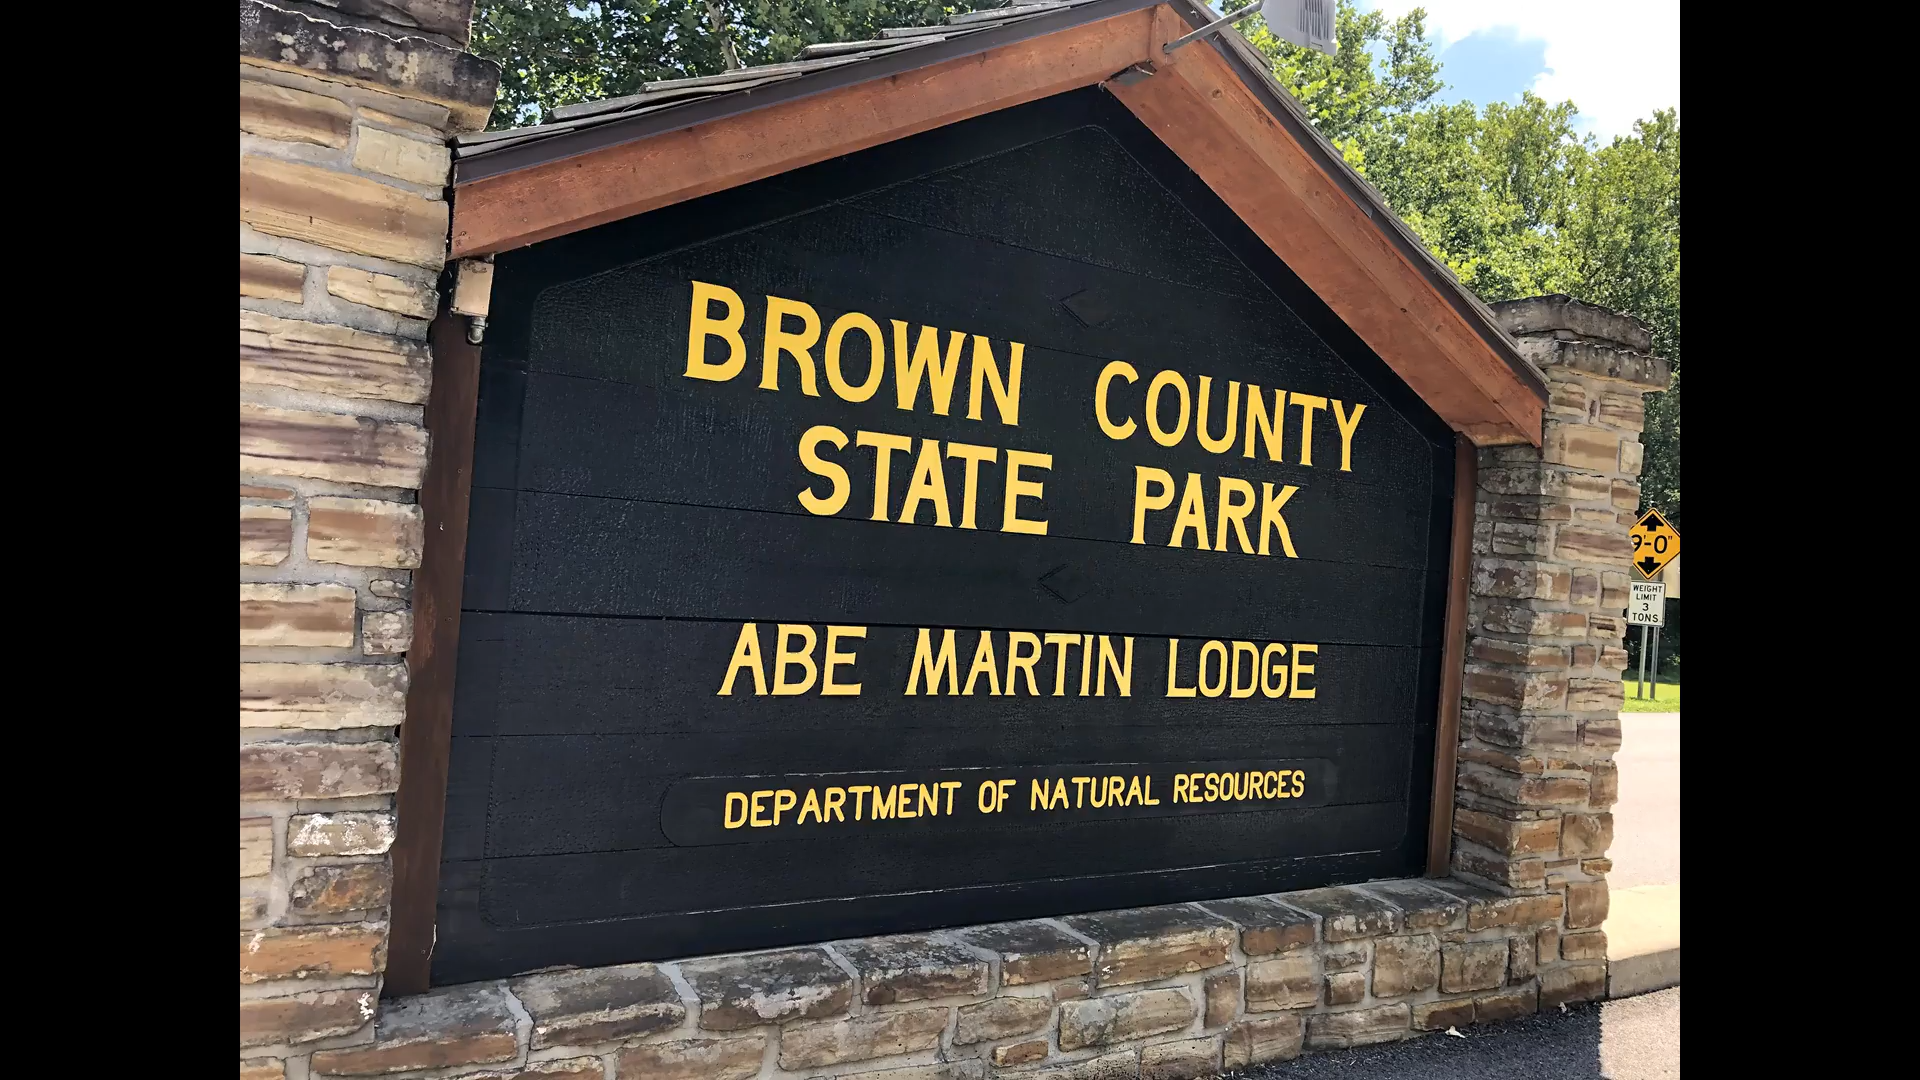 BROWN COUNTY
STATE PARK
ABE MARTIN LODGE
DEPARTMENT OF NATURAL RESOURCES
9'-0"
WEIGHT
LIMIT
3
TONS